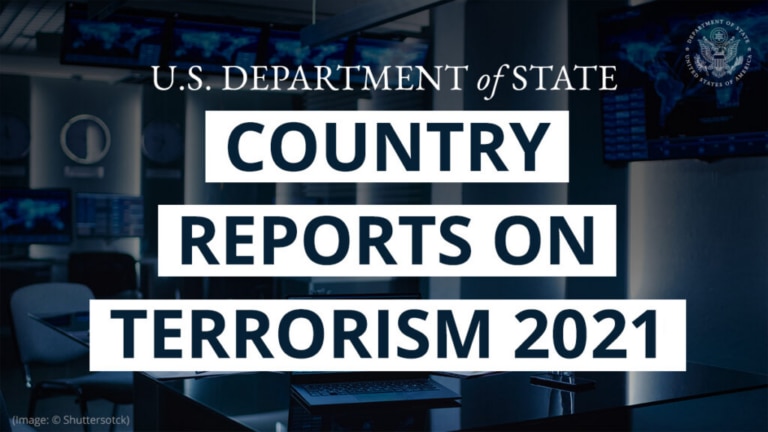 DEPARTMENT OF STATE
UNITED STATES OF AMERICA
U.S. DEPARTMENT of STATE
COUNTRY
REPORTS ON
TERRORISM 2021
(Image: © Shuttersotck)